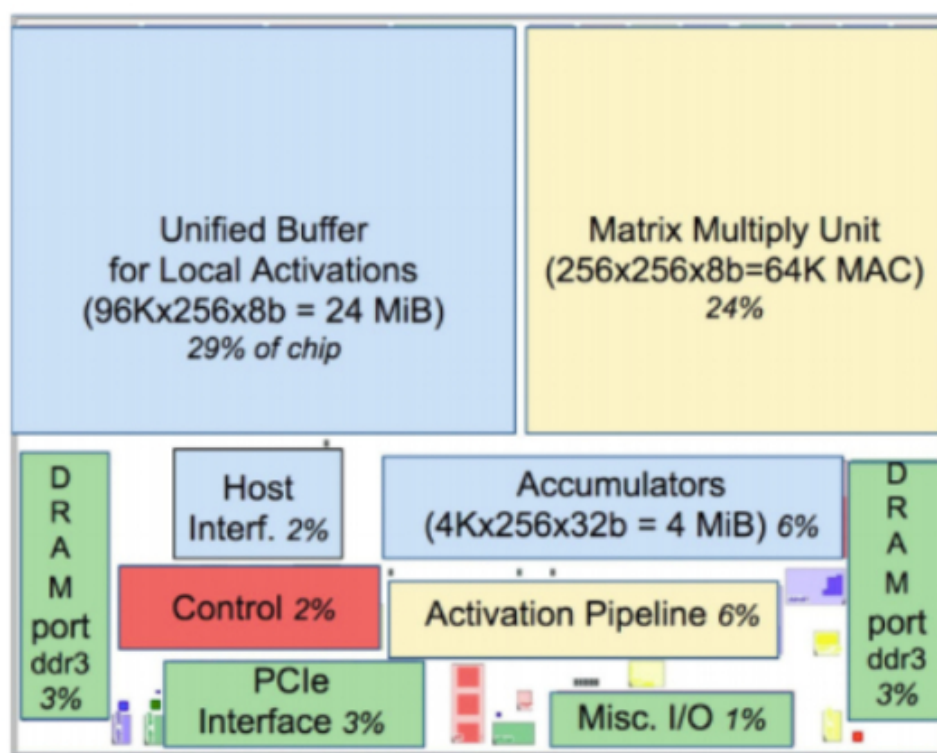 Unified Buffer
for Local Activations
(96Kx256x8b = 24 MiB)
29% of chip
Matrix Multiply Unit
(256x256x8b=64K MAC)
24%
D
R
A
M
port
ddr3
3%
Host
Interf. 2%
Accumulators
(4Kx256x32b = 4 MiB) 6%
D
R
A
M
port
ddr3
3%
Control 2%
Activation Pipeline 6%
PCIe
Interface 3%
Misc. I/O 1%